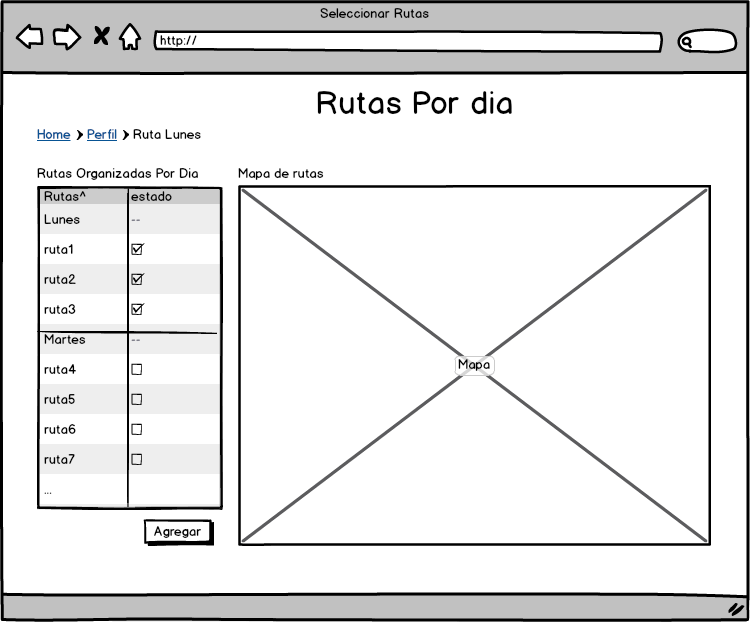 Seleccionar Rutas
http://
Rutas Por dia
Home > Perfil > Ruta Lunes
Rutas Organizadas Por Dia
Mapa de rutas
Rutas^ estado
Lunes --
ruta1
ruta2
ruta3
Martes --
ruta4
ruta5
ruta6
ruta7
...
Mapa
Agregar